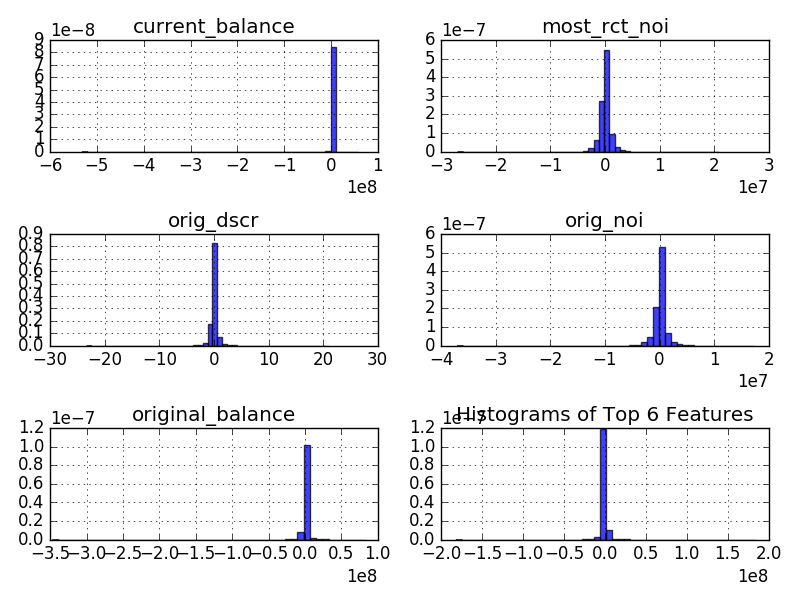 current_balance
1e−8
9
8
7
6
5
4
3
2
1
0
−6 −5 −4 −3 −2 −1 0 1
1e8
most_rct_noi
1e−7
6
5
4
3
2
1
0
−3 −2 −1 0 1 2 3
1e7
orig_dscr
0.9
0.8
0.7
0.6
0.5
0.4
0.3
0.2
0.1
0.0
−30 −20 −10 0 10 20 30
orig_noi
1e−7
6
5
4
3
2
1
0
−4 −3 −2 −1 0 1 2
1e7
original_balance
1e−7
1.2
1.0
0.8
0.6
0.4
0.2
0.0
−3.5 −3.0 −2.5 −2.0 −1.5 −1.0 −0.5 0.0 0.5 1.0
1e8
Histograms of Top 6 Features
1e−7
1.2
1.0
0.8
0.6
0.4
0.2
0.0
−2.0 −1.5 −1.0 −0.5 0.0 0.5 1.0 1.5 2.0
1e8